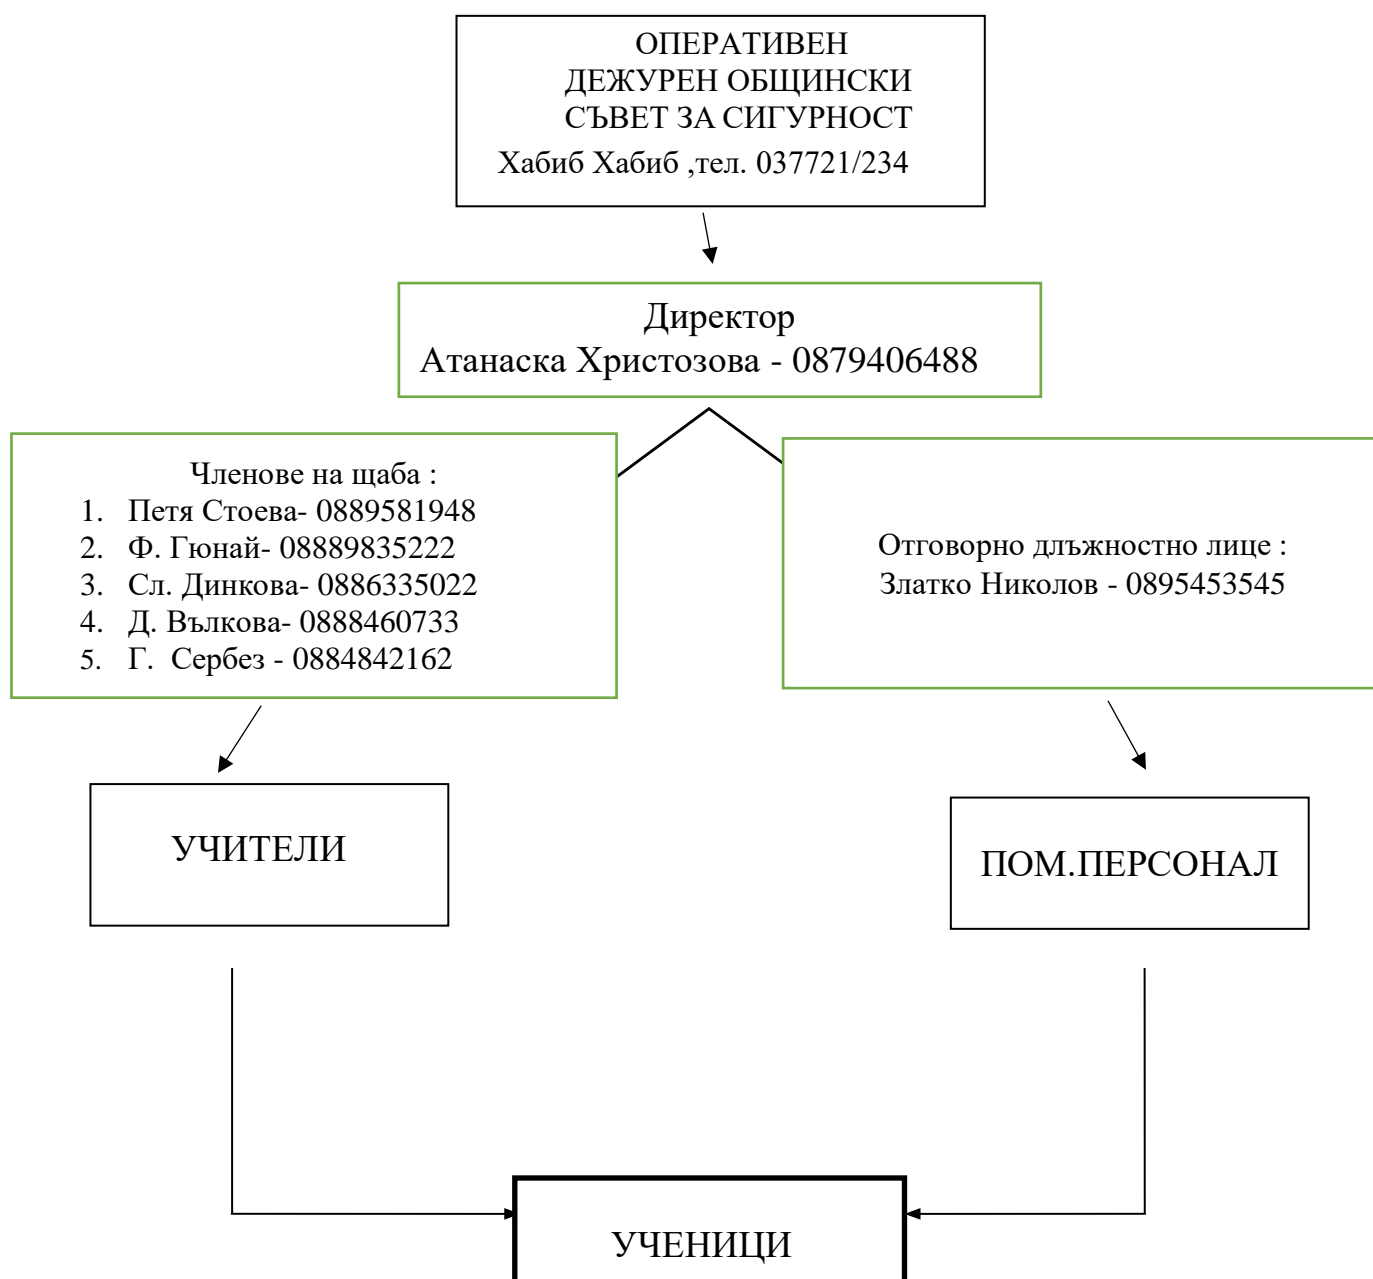 ОПЕРАТИВЕН
ДЕЖУРЕН ОБЩИНСКИ
СЪВЕТ ЗА СИГУРНОСТ
Хабиб Хабиб ,тел. 037721/234
Директор
Атанаска Христозова - 0879406488
Членове на щаба :
1. Петя Стоева- 0889581948
2. Ф. Гюнай- 08889835222
3. Сл. Динкова- 0886335022
4. Д. Вълкова- 0888460733
5. Г. Сербез - 0884842162
Отговорно длъжностно лице :
Златко Николов - 0895453545
УЧИТЕЛИ
ПОМ.ПЕРСОНАЛ
УЧЕНИЦИ